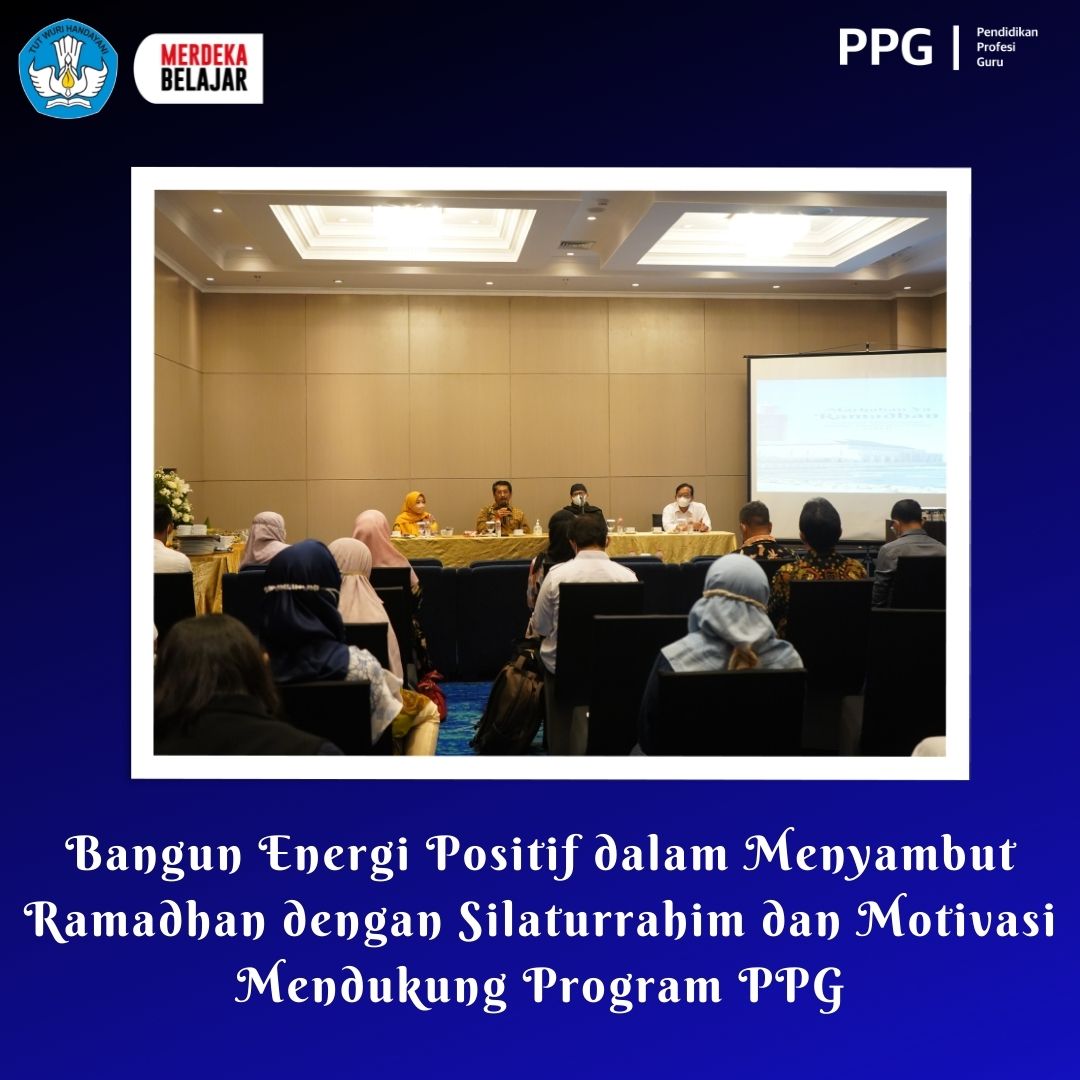 TUT WURI HANDAYANI
MERDEKA
BELAJAR
PPG
Pendidikan
Profesi
Guru
Ramadhan
Bangun Energi Positif dalam Menyambut
Ramadhan dengan Silaturrahim dan Motivasi
Mendukung Program PPG